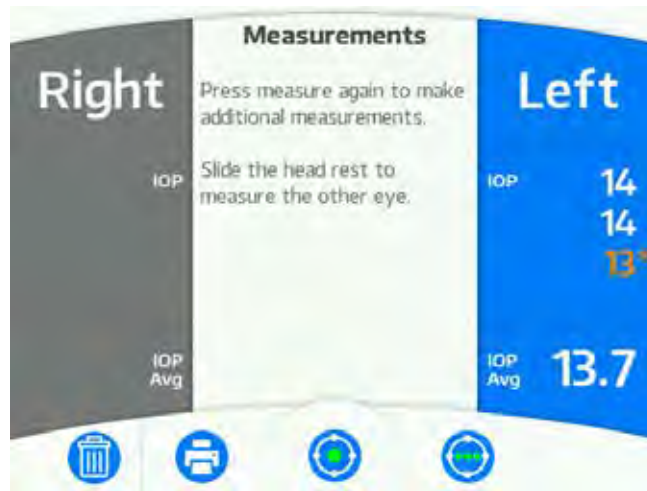 Measurements
Right
Press measure again to make
additional measurements.
IOP
Slide the head rest to
measure the other eye.
IOP
Avg
Left
IOP 14
14
13*
IOP
Avg 13.7